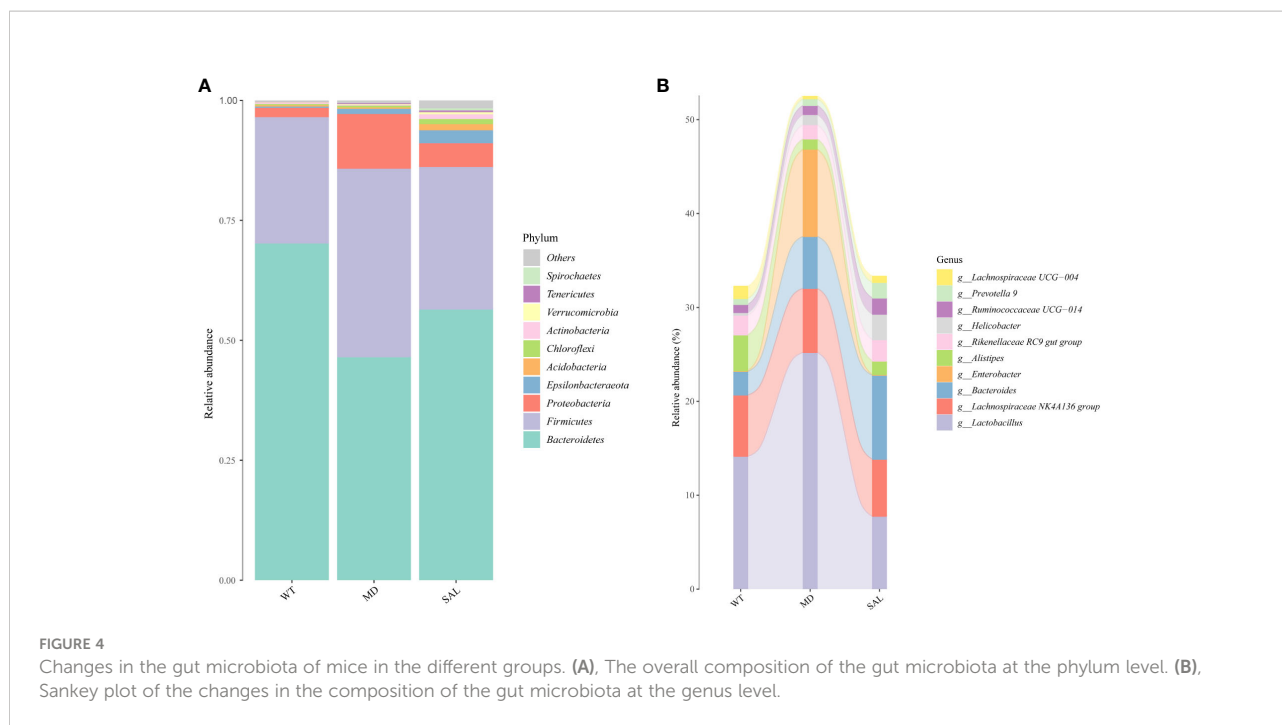 A
1.00
0.75
0.50
0.25
0.00
Relative abundance
WT
MD
SAL
Phylum
Others
Spirochaetes
Tenericutes
Verrucomicrobia
Actinobacteria
Chloroflexi
Acidobacteria
Epsilonbacteraeota
Proteobacteria
Firmicutes
Bacteroidetes
B
50
40
30
20
10
0
Relative abundance (%)
WT
MD
SAL
Genus
g__Lachnospiraceae UCG−004
g__Prevotella 9
g__Ruminococcaceae UCG−014
g__Helicobacter
g__Rikenellaceae RC9 gut group
g__Alistipes
g__Enterobacter
g__Bacteroides
g__Lachnospiraceae NK4A136 group
g__Lactobacillus
FIGURE 4
Changes in the gut microbiota of mice in the different groups. (A), The overall composition of the gut microbiota at the phylum level. (B),
Sankey plot of the changes in the composition of the gut microbiota at the genus level.